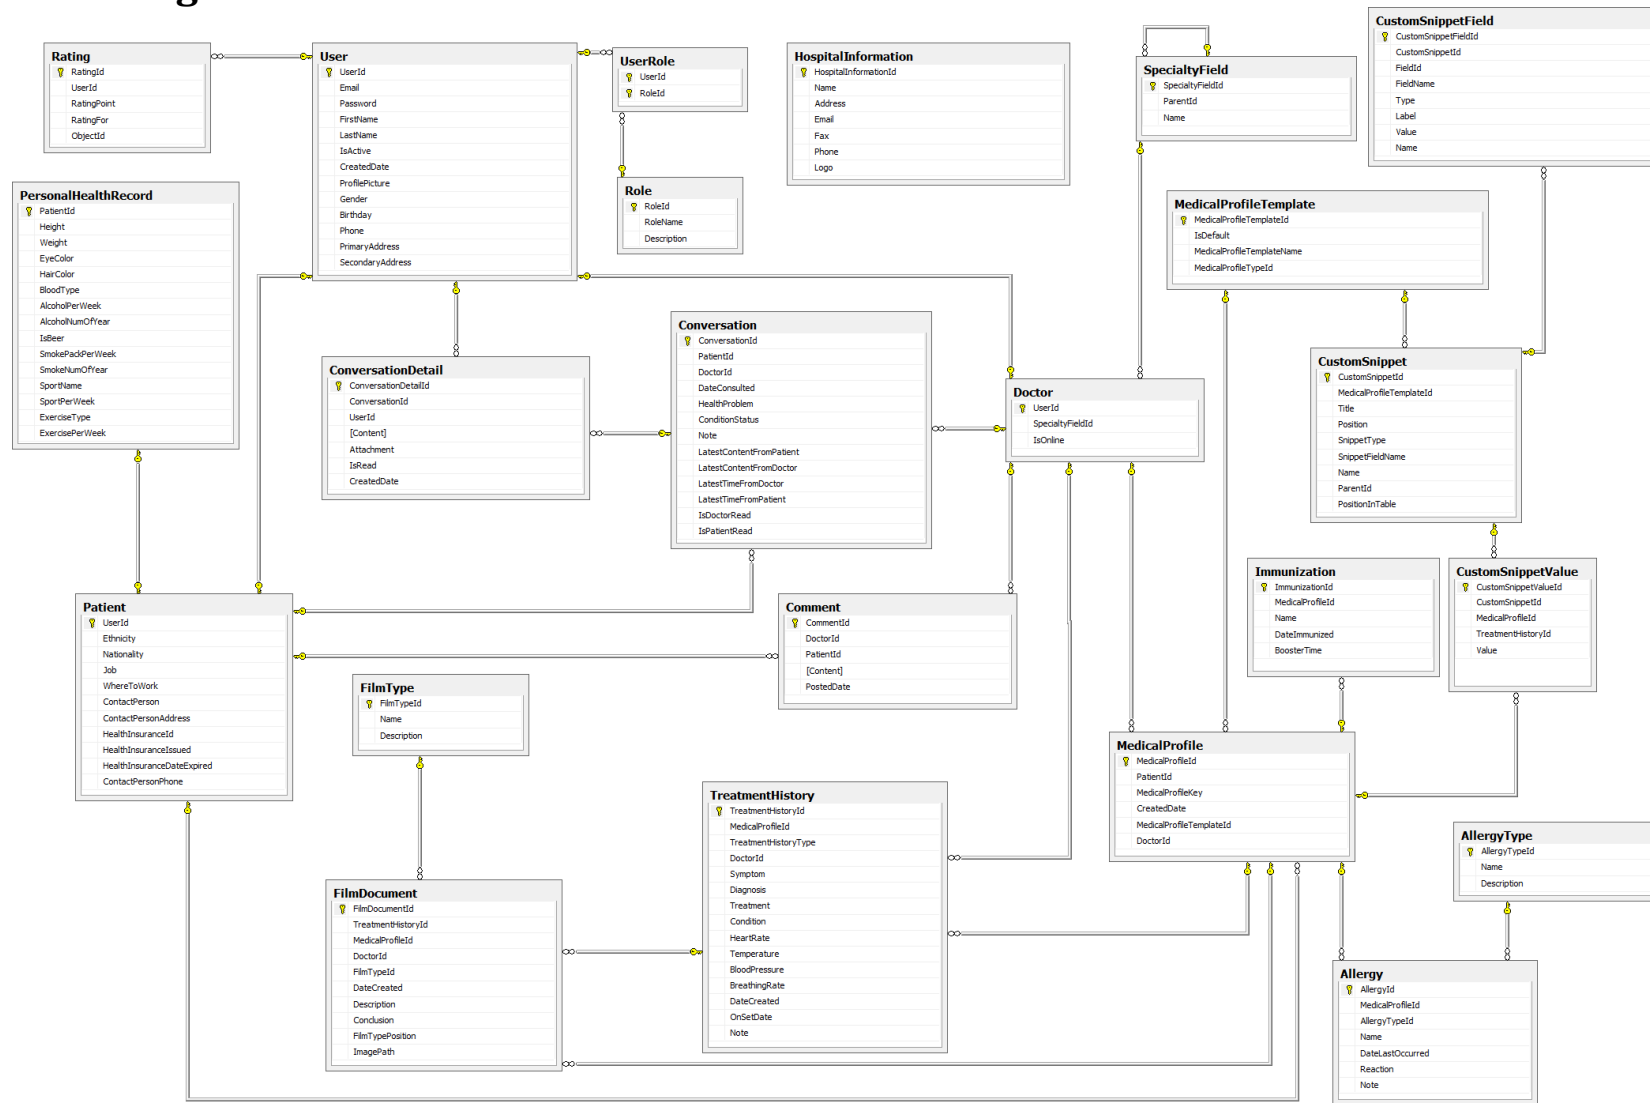 Rating
RatingId
UserId
RatingPoint
RatingFor
ObjectId
User
UserId
Email
Password
FirstName
LastName
IsActive
CreatedDate
ProfilePicture
Gender
Birthday
Phone
PrimaryAddress
SecondaryAddress
UserRole
UserId
RoleId
Role
RoleId
RoleName
Description
HospitalInformation
HospitalInformationId
Name
Address
Email
Fax
Phone
Logo
SpecialtyField
SpecialtyFieldId
ParentId
Name
CustomSnippetField
CustomSnippetFieldId
CustomSnippetId
FieldId
FieldName
Type
Label
Value
Name
PersonalHealthRecord
PatientId
Height
Weight
EyeColor
HairColor
BloodType
AlcoholPerWeek
AlcoholNumOfYear
IsBeer
SmokePackPerWeek
SmokeNumOfYear
SportName
SportPerWeek
ExerciseType
ExercisePerWeek
MedicalProfileTemplate
MedicalProfileTemplateId
IsDefault
MedicalProfileTemplateName
MedicalProfileTypeId
ConversationDetail
ConversationDetailId
ConversationId
UserId
[Content]
Attachment
IsRead
CreatedDate
Conversation
ConversationId
PatientId
DoctorId
DateConsulted
HealthProblem
ConditionStatus
Note
LatestContentFromPatient
LatestContentFromDoctor
LatestTimeFromDoctor
LatestTimeFromPatient
IsDoctorRead
IsPatientRead
Doctor
UserId
SpecialtyFieldId
IsOnline
CustomSnippet
CustomSnippetId
MedicalProfileTemplateId
Title
Position
SnippetType
SnippetFieldName
Name
ParentId
PositionInTable
Immunization
ImmunizationId
MedicalProfileId
Name
DateImmunized
BoosterTime
CustomSnippetValue
CustomSnippetValueId
CustomSnippetId
MedicalProfileId
TreatmentHistoryId
Value
Patient
UserId
Ethnicity
Nationality
Job
WhereToWork
ContactPerson
ContactPersonAddress
HealthInsuranceId
HealthInsuranceIssued
HealthInsuranceDateExpired
ContactPersonPhone
Comment
CommentId
DoctorId
PatientId
[Content]
PostedDate
FilmType
FilmTypeId
Name
Description
MedicalProfile
MedicalProfileId
PatientId
MedicalProfileKey
CreatedDate
MedicalProfileTemplateId
DoctorId
TreatmentHistory
TreatmentHistoryId
MedicalProfileId
TreatmentHistoryType
DoctorId
Symptom
Diagnosis
Treatment
Condition
HeartRate
Temperature
BloodPressure
BreathingRate
DateCreated
OnSetDate
Note
AllergyType
AllergyTypeId
Name
Description
FilmDocument
FilmDocumentId
TreatmentHistoryId
MedicalProfileId
DoctorId
FilmTypeId
DateCreated
Description
Conclusion
FilmTypePosition
ImagePath
Allergy
AllergyId
MedicalProfileId
AllergyTypeId
Name
DateLastOccurred
Reaction
Note